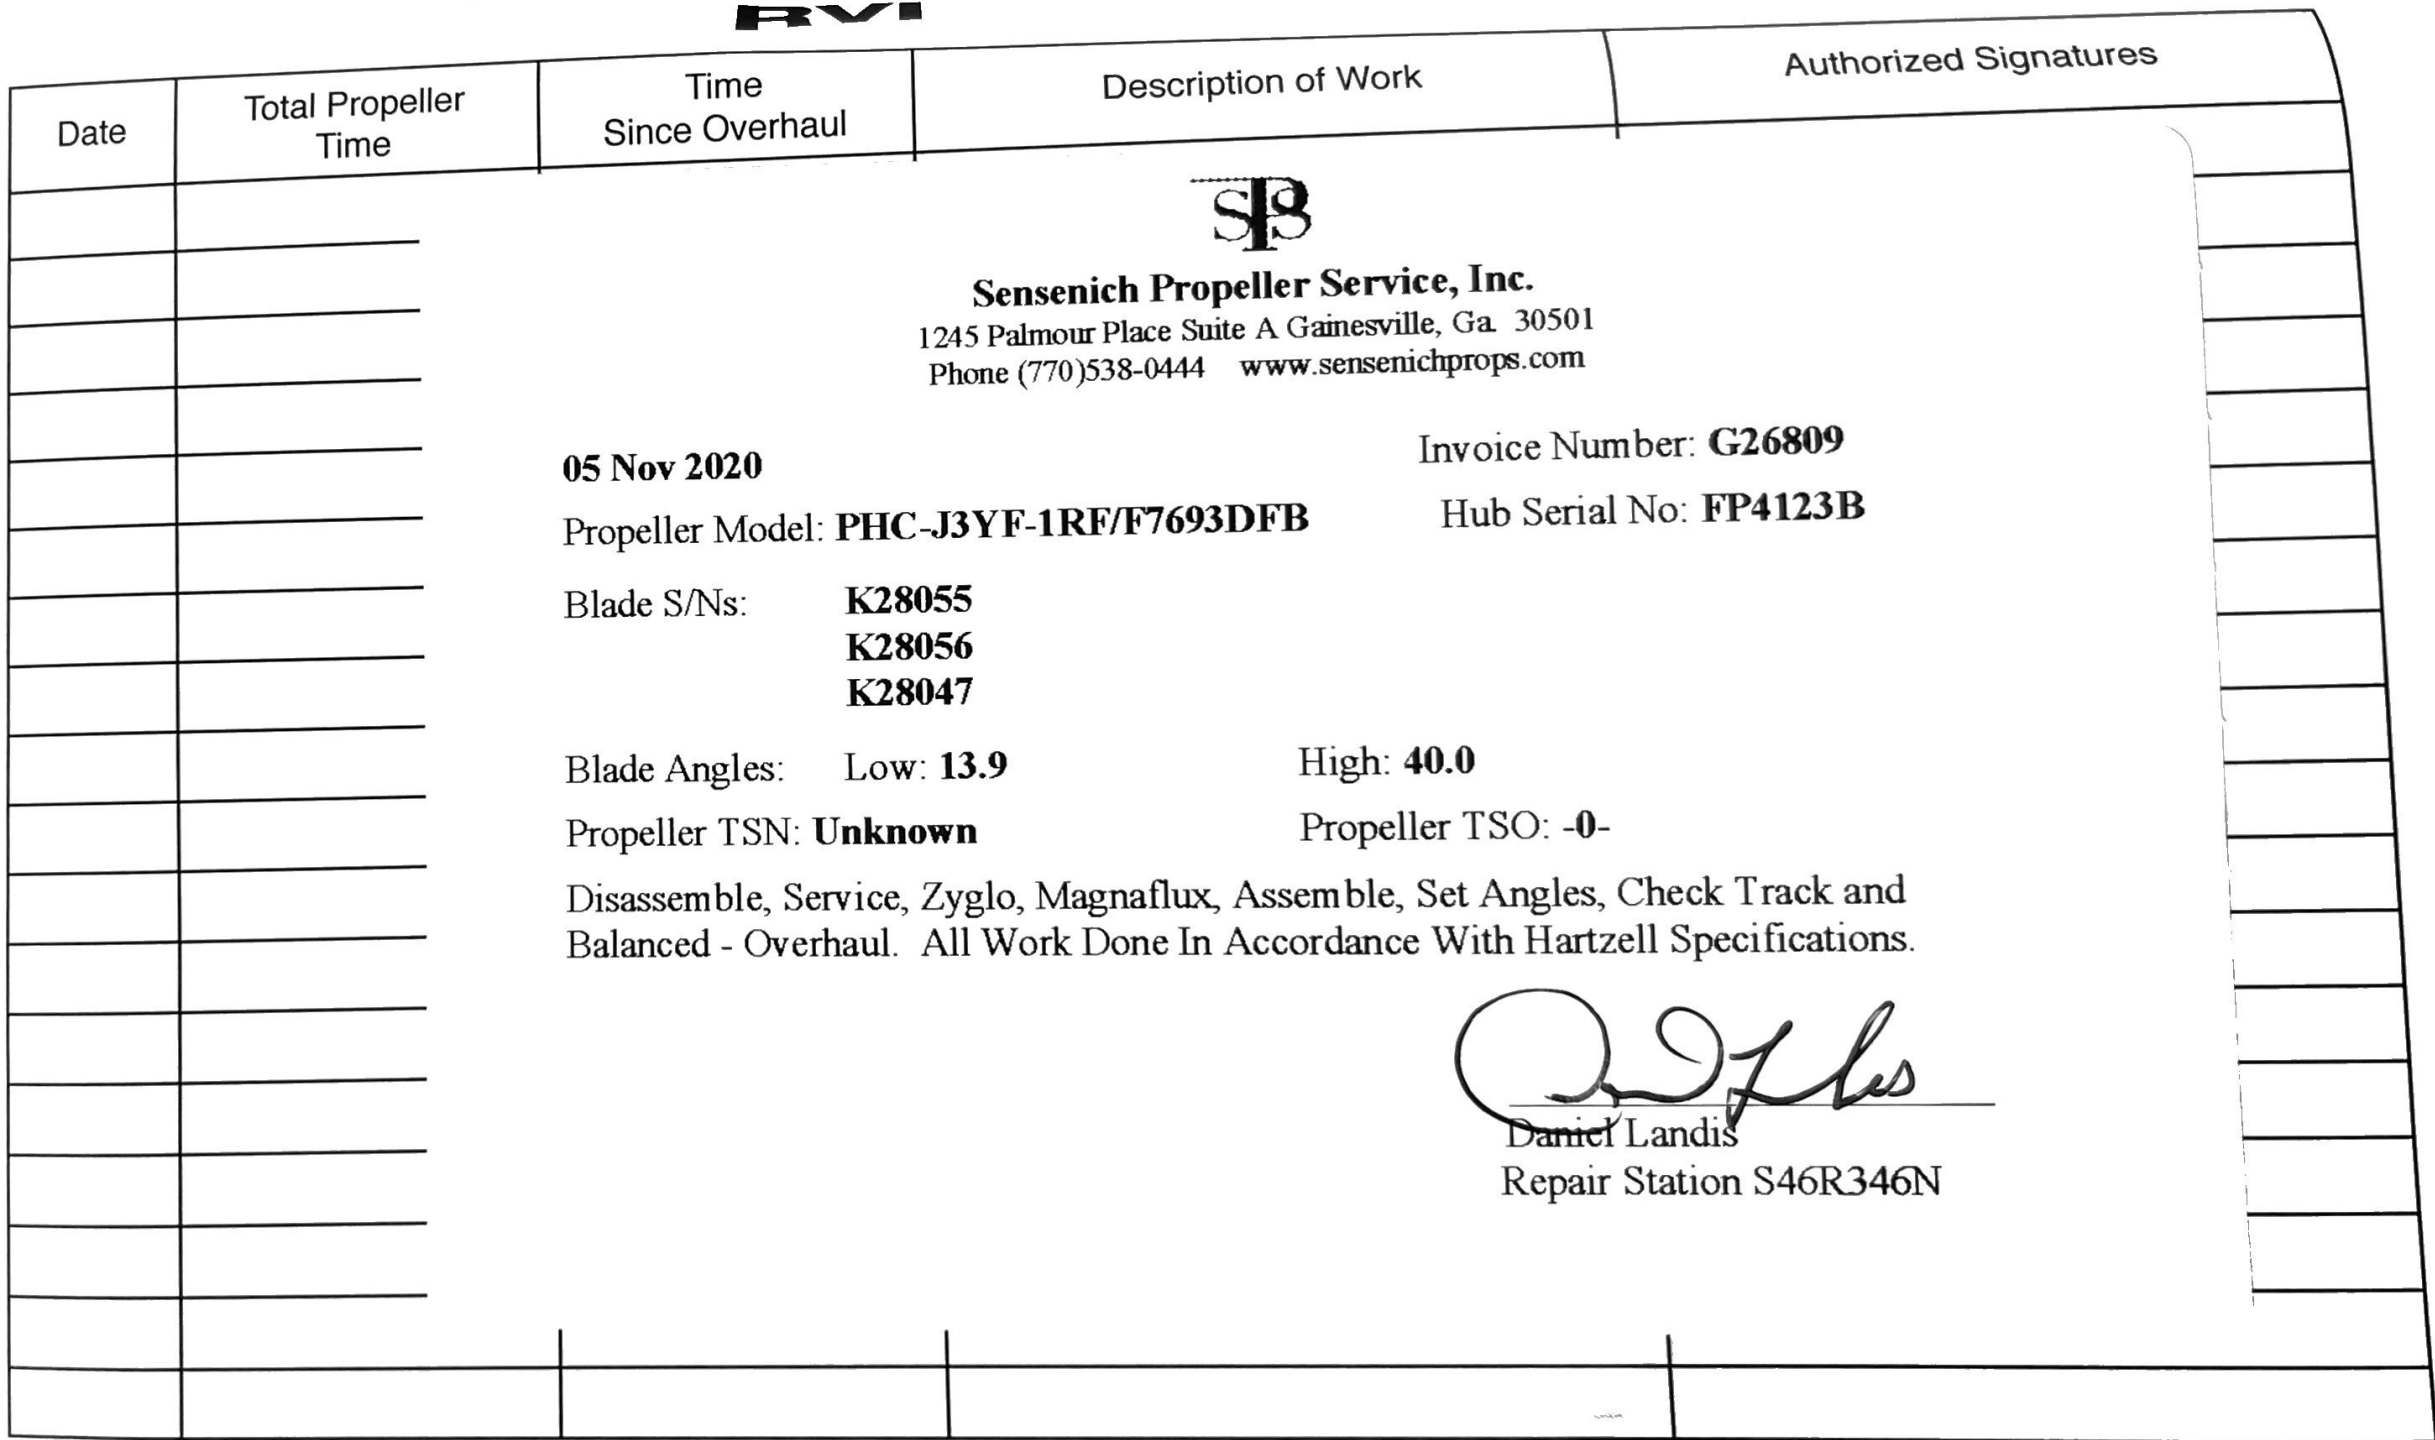 Date
Total Propeller
Time
Time
Since Overhaul
Description of Work
Authorized Signatures
Sensenich Propeller Service, Inc.
1245 Palmour Place Suite A Gainesville, Ga. 30501
Phone (770)538-0444 www.sensenichprops.com
05 Nov 2020
Invoice Number: G26809
Propeller Model: PHC-J3YF-1RF/F7693DFB
Hub Serial No: FP4123B
Blade S/Ns: K28055
K28056
K28047
Blade Angles: Low: 13.9 High: 40.0
Propeller TSN: Unknown Propeller TSO: -0-
Disassemble, Service, Zyglo, Magnaflux, Assemble, Set Angles, Check Track and
Balanced - Overhaul. All Work Done In Accordance With Hartzell Specifications.
Daniel Landis
Repair Station S46R346N